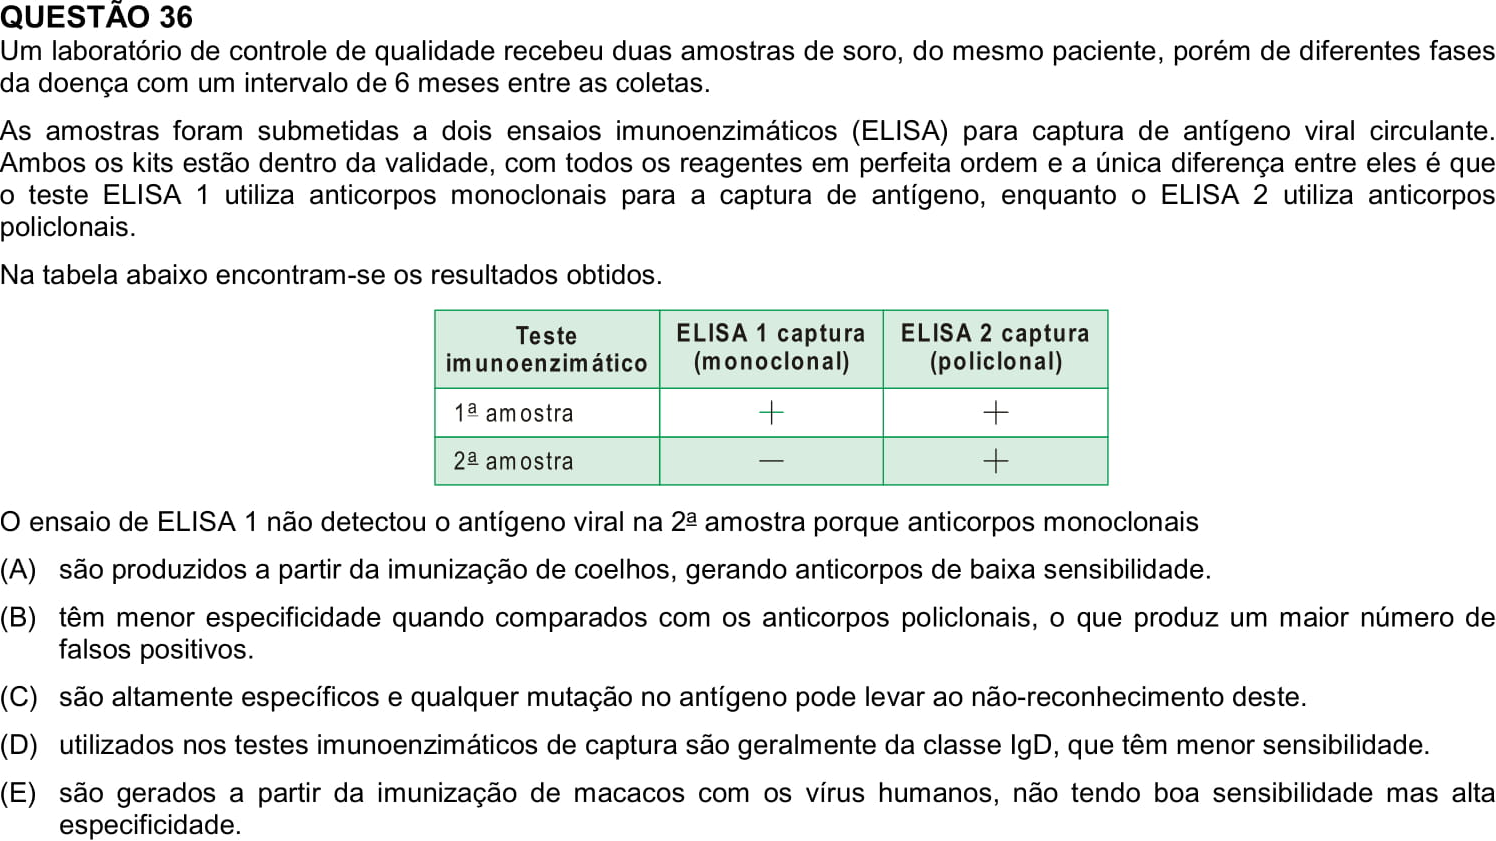 QUESTÃO 36
Um laboratório de controle de qualidade recebeu duas amostras de soro, do mesmo paciente, porém de diferentes fases
da doença com um intervalo de 6 meses entre as coletas.
As amostras foram submetidas a dois ensaios imunoenzimáticos (ELISA) para captura de antígeno viral circulante.
Ambos os kits estão dentro da validade, com todos os reagentes em perfeita ordem e a única diferença entre eles é que
o teste ELISA 1 utiliza anticorpos monoclonais para a captura de antígeno, enquanto o ELISA 2 utiliza anticorpos
policlonais.
Na tabela abaixo encontram-se os resultados obtidos.
Teste imunoenzimático ELISA 1 captura (monoclonal) ELISA 2 captura (policlonal)
1ª amostra + +
2ª amostra − +
O ensaio de ELISA 1 não detectou o antígeno viral na 2ª amostra porque anticorpos monoclonais
(A) são produzidos a partir da imunização de coelhos, gerando anticorpos de baixa sensibilidade.
(B) têm menor especificidade quando comparados com os anticorpos policlonais, o que produz um maior número de
falsos positivos.
(C) são altamente específicos e qualquer mutação no antígeno pode levar ao não-reconhecimento deste.
(D) utilizados nos testes imunoenzimáticos de captura são geralmente da classe IgD, que têm menor sensibilidade.
(E) são gerados a partir da imunização de macacos com os vírus humanos, não tendo boa sensibilidade mas alta
especificidade.